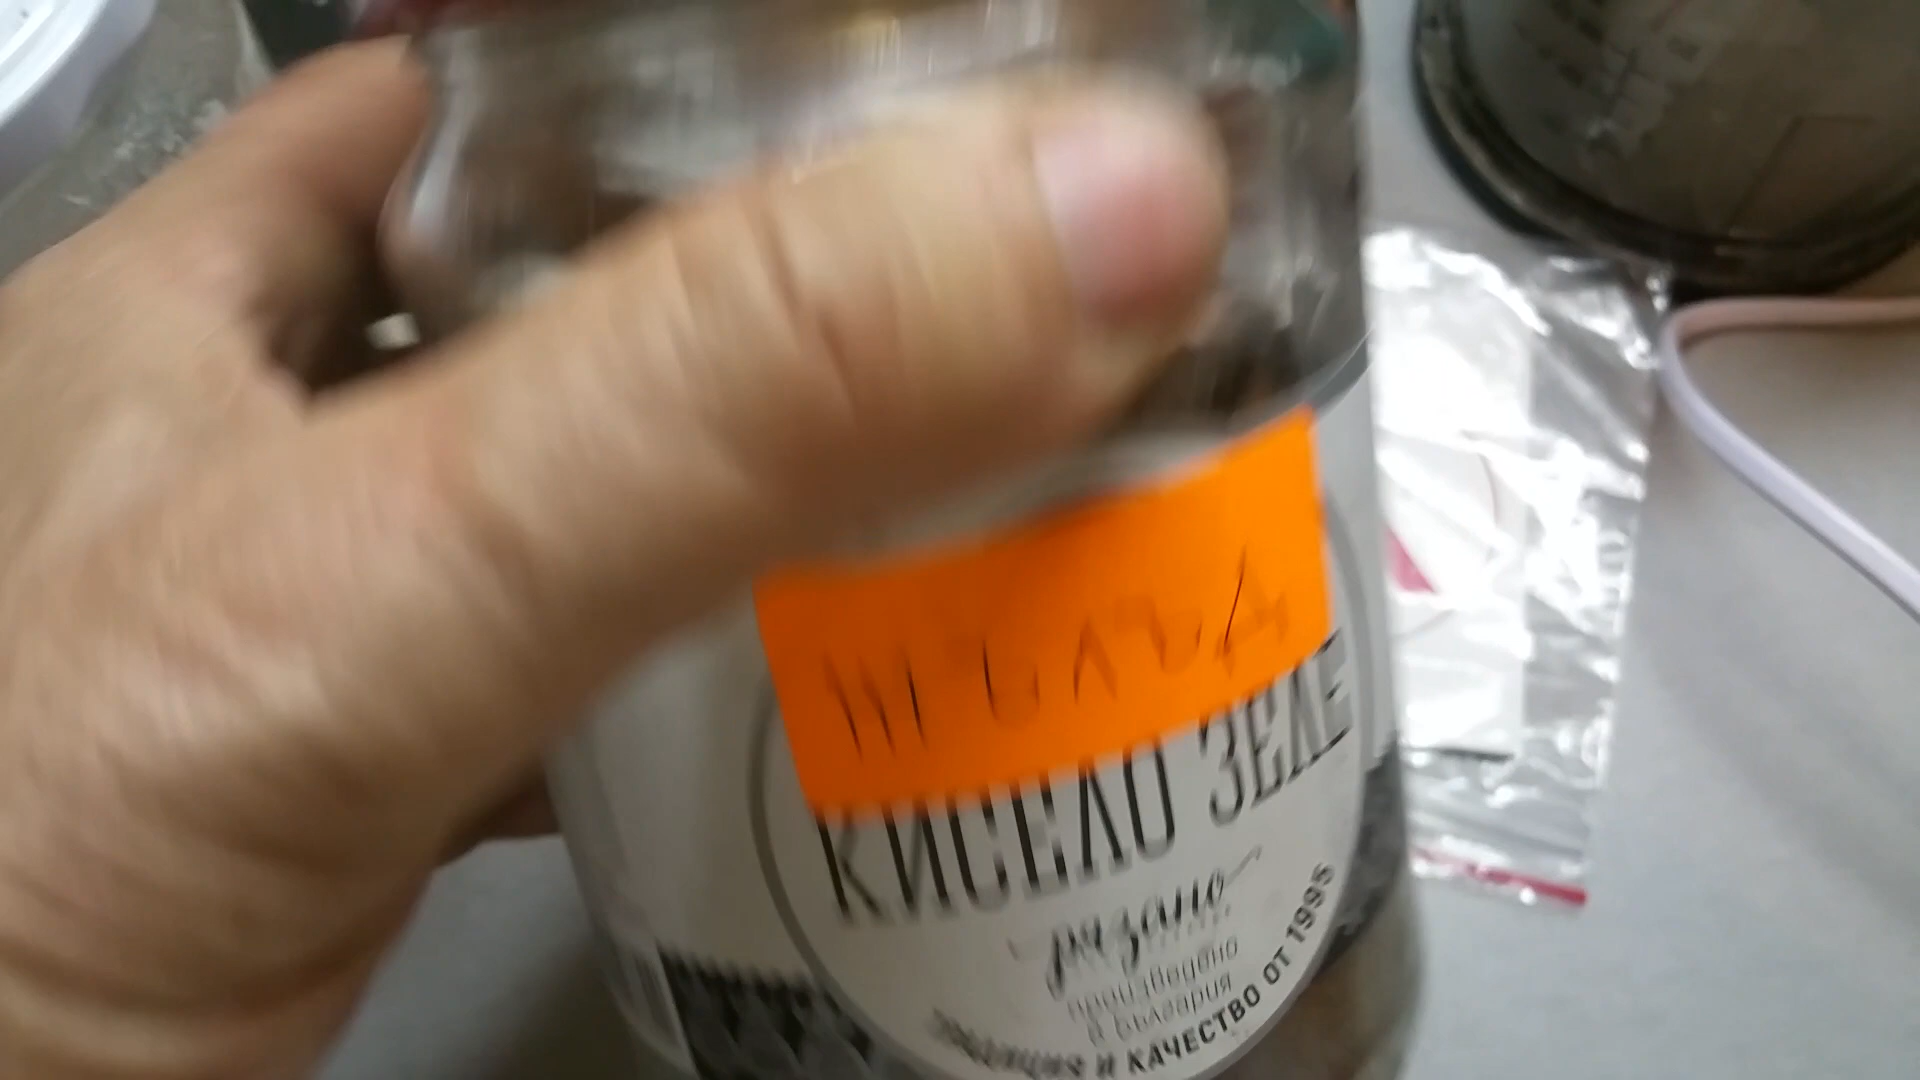 КИСЕЛО ЗЕЛЕ
рязано
произведено
в България
ТРАДИЦИЯ И КАЧЕСТВО ОТ 1995